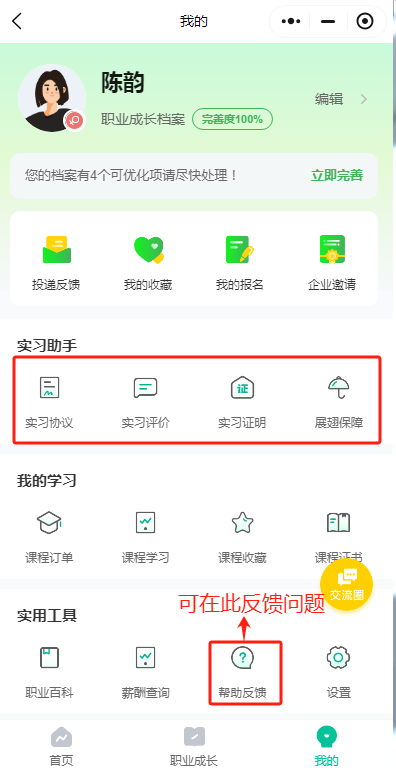 我的
陈韵
职业成长档案 完善度100%
编辑
您的档案有4个可优化项请尽快处理！ 立即完善
投递反馈 我的收藏 我的报名 企业邀请
实习助手
证
实习协议 实习评价 实习证明 展翅保障
我的学习
课程订单 课程学习 课程收藏 课程证书
交流圈
可在此反馈问题
实用工具
职业百科 薪酬查询 帮助反馈 设置
首页 职业成长 我的